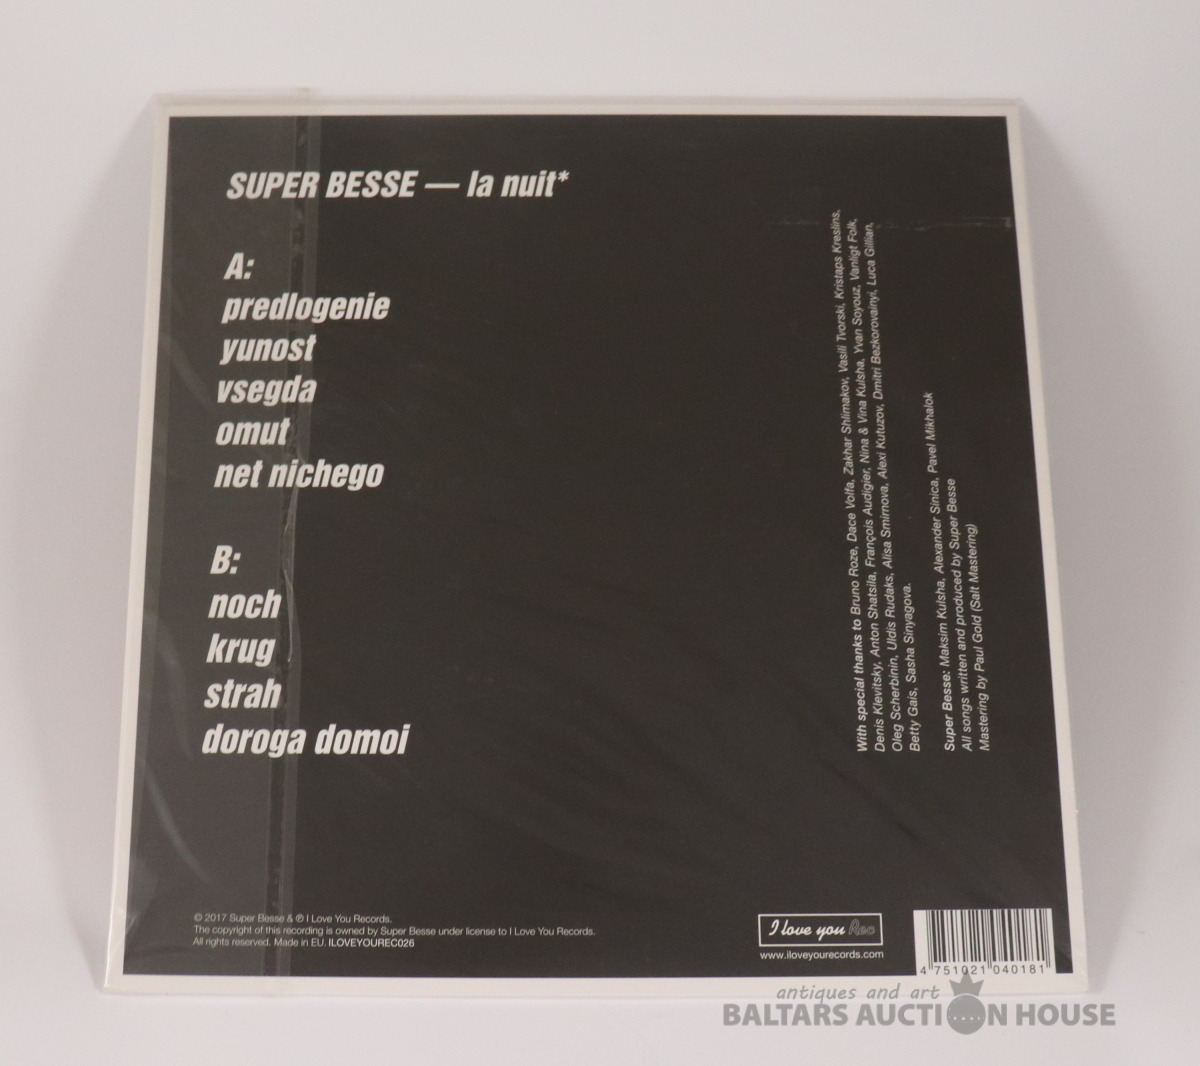 SUPER BESSE — la nuit*
A:
predlogenie
yunost
vsegda
omut
net nichego
B:
noch
krug
strah
doroga domoi
With special thanks to Bruno Roze, Dace Volfa, Zakhar Shlimakov, Vasili Tvorski, Kristaps Kreslins,
Denis Klevitsky, Anton Shatsila, François Audigier, Nina & Vina Kulsha, Yvan Soyouz, Vanligt Folk,
Oleg Scherbinin, Uldis Rudaks, Alisa Smirnova, Alexi Kutuzov, Dmitri Bezkorovainyi, Luca Gillian,
Betty Gais, Sasha Sinyagova.
Super Besse: Maksim Kulsha, Alexander Sinica, Pavel Mikhalok
All songs written and produced by Super Besse
Mastering by Paul Gold (Salt Mastering)
© 2017 Super Besse & ℗ I Love You Records.
The copyright of this recording is owned by Super Besse under license to I Love You Records.
All rights reserved. Made in EU. ILOVEYOUREC026
I love you Rec
www.iloveyourecords.com
4 751021 040181
antiques and art
BALTARS AUCTION HOUSE